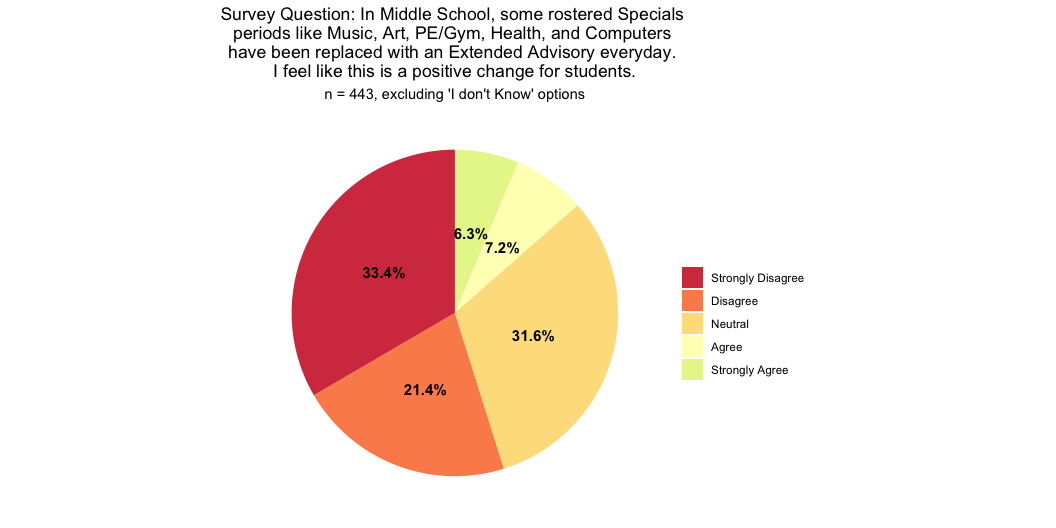 Survey Question: In Middle School, some rostered Specials
periods like Music, Art, PE/Gym, Health, and Computers
have been replaced with an Extended Advisory everyday.
I feel like this is a positive change for students.
n = 443, excluding 'I don't Know' options
6.3%
7.2%
33.4%
31.6%
21.4%
Strongly Disagree
Disagree
Neutral
Agree
Strongly Agree